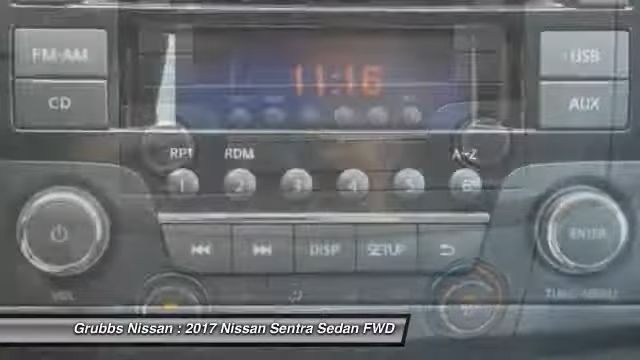 FM·AM
USB
11:16
CD
AUX
RPT
RDM
A–Z
1
2
3
4
5
6
DISP
SETUP
ENTER
VOL
TUNE·MENU
Grubbs Nissan : 2017 Nissan Sentra Sedan FWD